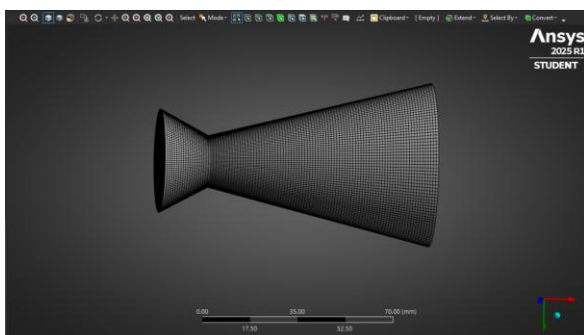 Select Mode Clipboard [Empty] Extend Select By Convert
Ansys
2025 R1
STUDENT
0.00 35.00 70.00 (mm)
17.50 52.50